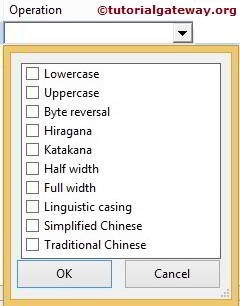 Operation ©tutorialgateway.org
Lowercase
Uppercase
Byte reversal
Hiragana
Katakana
Half width
Full width
Linguistic casing
Simplified Chinese
Traditional Chinese
OK Cancel